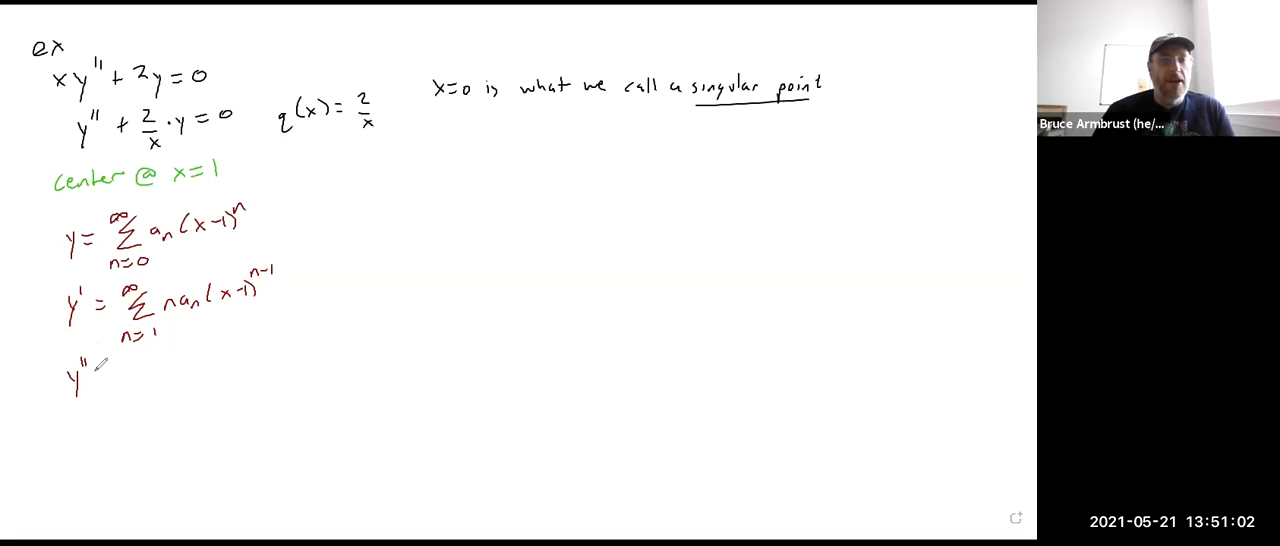 ex
xy'' + 2y = 0
y'' + 2/x · y = 0
q(x) = 2/x
x=0 is what we call a singular point
center @ x=1
y = ∑_{n=0}^{∞} a_n (x-1)^n
y' = ∑_{n=1}^{∞} n a_n (x-1)^{n-1}
y''
Bruce Armbrust (he/...
2021-05-21 13:51:02